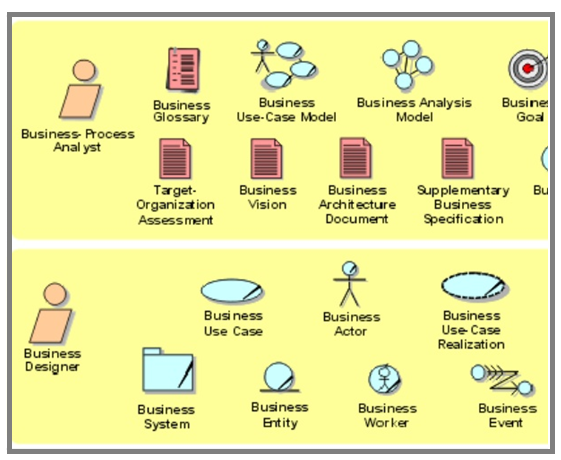 Business-Process
Analyst
Business
Glossary
Business
Use-Case Model
Business Analysis
Model
Goal
Target-
Organization
Assessment
Business
Vision
Business
Architecture
Document
Supplementary
Business
Specification
Business
Designer
Business
Use Case
Business
Actor
Business
Use-Case
Realization
Business
System
Business
Entity
Business
Worker
Business
Event